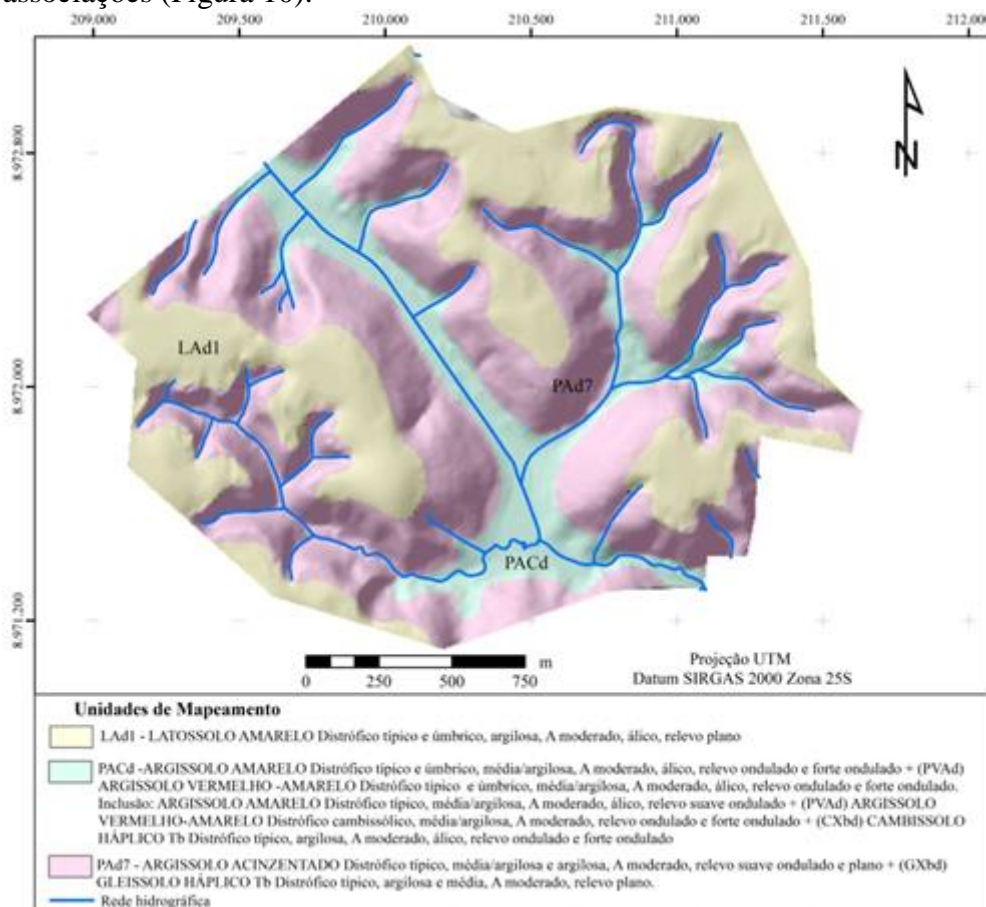 associações (Figura 10).
209.000 209.500 210.000 210.500 211.000 211.500 212.000
8.972.800
N
LAd1
8.972.000
PAd7
PACd
8.971.200
0 250 500 750 m
Projeção UTM
Datum SIRGAS 2000 Zona 25S
Unidades de Mapeamento
LAd1 - LATOSSOLO AMARELO Distrófico típico e úmbrico, argilosa, A moderado, álico, relevo plano
PACd -ARGISSOLO AMARELO Distrófico típico e úmbrico, média/argilosa, A moderado, álico, relevo ondulado e forte ondulado + (PVAd)
ARGISSOLO VERMELHO -AMARELO Distrófico típico e úmbrico, média/argilosa, A moderado, álico, relevo ondulado e forte ondulado.
Inclusão: ARGISSOLO AMARELO Distrófico típico, média/argilosa, A moderado, álico, relevo suave ondulado + (PVAd) ARGISSOLO
VERMELHO-AMARELO Distrófico cambissólico, média/argilosa, A moderado, relevo ondulado e forte ondulado + (CXbd) CAMBISSOLO
HÁPLICO Tb Distrófico típico, argilosa, A moderado, álico, relevo ondulado e forte ondulado
PAd7 - ARGISSOLO ACINZENTADO Distrófico típico, média/argilosa e argilosa, A moderado, relevo suave ondulado e plano + (GXbd)
GLEISSOLO HÁPLICO Tb Distrófico típico, argilosa e média, A moderado, relevo plano.
Rede hidrográfica